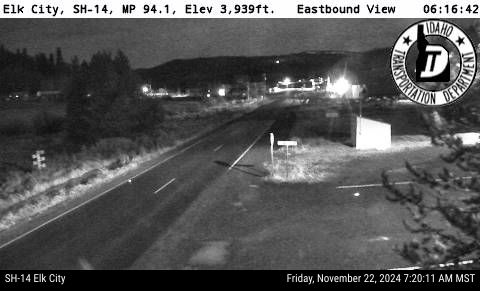 Elk City, SH-14, MP 94.1, Elev 3,939ft.   Eastbound View   06:16:42
IDAHO
TRANSPORTATION DEPARTMENT
SH-14 Elk City
Friday, November 22, 2024 7:20:11 AM MST